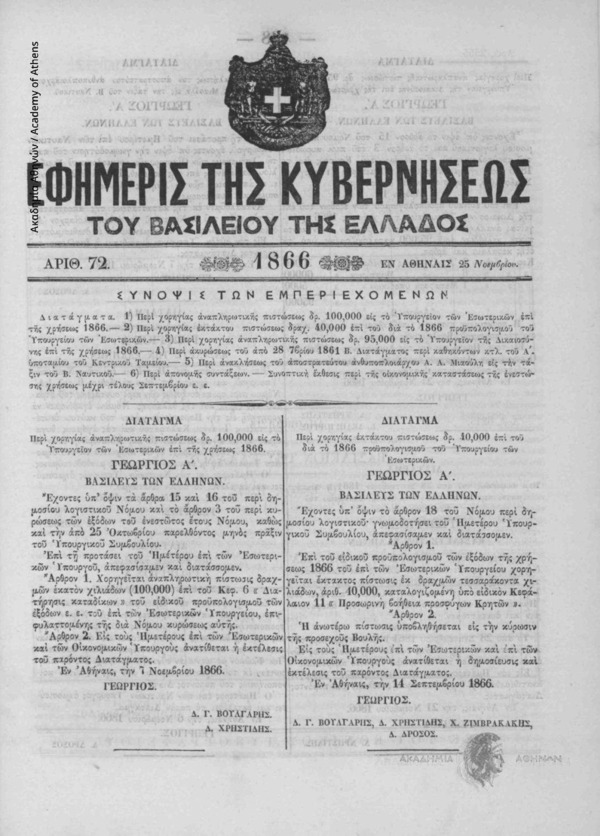 Ακαδημία Αθηνών / Academy of Athens
ΕΦΗΜΕΡΙΣ ΤΗΣ ΚΥΒΕΡΝΗΣΕΩΣ
ΤΟΥ ΒΑΣΙΛΕΙΟΥ ΤΗΣ ΕΛΛΑΔΟΣ
ΑΡΙΘ. 72. 1866 ΕΝ ΑΘΗΝΑΙΣ 25 Νοεμβρίου.
ΣΥΝΟΨΙΣ ΤΩΝ ΕΜΠΕΡΙΕΧΟΜΕΝΩΝ
Διατάγματα. 1) Περὶ χορηγίας ἀναπληρωτικῆς πιστώσεως δρ. 100,000 εἰς τὸ Ὑπουργεῖον τῶν Ἐσωτερικῶν ἐπὶ
τῆς χρήσεως 1866.— 2) Περὶ χορηγίας ἐκτάκτου πιστώσεως δραχ. 40,000 ἐπὶ τοῦ διὰ τὸ 1866 προϋπολογισμοῦ τοῦ
Ὑπουργείου τῶν Ἐσωτερικῶν.— 3) Περὶ χορηγίας ἀναπληρωτικῆς πιστώσεως δρ. 95,000 εἰς τὸ Ὑπουργεῖον τῆς Δικαιοσύ-
νης ἐπὶ τῆς χρήσεως 1866.— 4) Περὶ ἀκυρώσεως τοῦ ἀπὸ 28 7βρίου 1861 Β. Διατάγματος περὶ καθηκόντων κτλ. τοῦ Α΄.
ὑποταμίου τοῦ Κεντρικοῦ Ταμείου.— 5) Περὶ ἀνακλήσεως τοῦ ἀποστρατεύτου ἀνθυποπλοιάρχου Α. Α. Μιαούλη εἰς τὴν τά-
ξιν τοῦ Β. Ναυτικοῦ.— 6) Περὶ ἀπονομῆς συντάξεων.— Συνοπτικὴ ἔκθεσις περὶ τῆς οἰκονομικῆς καταστάσεως τῆς ἐνεστώ-
σης χρήσεως μέχρι τέλους Σεπτεμβρίου ε. ἔ.
ΔΙΑΤΑΓΜΑ
Περὶ χορηγίας ἀναπληρωτικῆς πιστώσεως δρ. 100,000 εἰς τὸ
Ὑπουργεῖον τῶν Ἐσωτερικῶν ἐπὶ τῆς χρήσεως 1866.
ΓΕΩΡΓΙΟΣ Α΄.
ΒΑΣΙΛΕΥΣ ΤΩΝ ΕΛΛΗΝΩΝ.
Ἔχοντες ὑπ' ὄψιν τὰ ἄρθρα 15 καὶ 16 τοῦ περὶ δη-
μοσίου λογιστικοῦ Νόμου καὶ τὸ ἄρθρον 3 τοῦ περὶ κυ-
ρώσεως τῶν ἐξόδων τοῦ ἐνεστῶτος ἔτους Νόμου, καθὼς
καὶ τὴν ἀπὸ 25 Ὀκτωβρίου παρελθόντος μηνὸς πράξιν
τοῦ Ὑπουργικοῦ Συμβουλίου.
Ἐπὶ τῇ προτάσει τοῦ Ἡμετέρου ἐπὶ τῶν Ἐσωτερι-
κῶν Ὑπουργοῦ, ἀπεφασίσαμεν καὶ διατάσσομεν.
Ἄρθρον 1. Χορηγεῖται ἀναπληρωτικὴ πίστωσις δραχ-
μῶν ἑκατὸν χιλιάδων (100,000) ἐπὶ τοῦ Κεφ. 6 « Δια-
τήρησις καταδίκων » τοῦ εἰδικοῦ προϋπολογισμοῦ τῶν
ἐξόδων ε. ἔ. τοῦ ἐπὶ τῶν Ἐσωτερικῶν Ὑπουργείου, ἐπι-
φυλαττομένης τῆς διὰ Νόμου κυρώσεως αὐτῆς.
Ἄρθρον 2. Εἰς τοὺς Ἡμετέρους ἐπὶ τῶν Ἐσωτερικῶν
καὶ τῶν Οἰκονομικῶν Ὑπουργοὺς ἀνατίθεται ἡ ἐκτέλεσις
τοῦ παρόντος Διατάγματος.
Ἐν Ἀθήναις, τὴν 7 Νοεμβρίου 1866.
ΓΕΩΡΓΙΟΣ.
Δ. Γ. ΒΟΥΛΓΑΡΗΣ.
Δ. ΧΡΗΣΤΙΔΗΣ.
ΔΙΑΤΑΓΜΑ
Περὶ χορηγίας ἐκτάκτου πιστώσεως δρ. 40,000 ἐπὶ τοῦ
διὰ τὸ 1866 προϋπολογισμοῦ τοῦ Ὑπουργείου τῶν
Ἐσωτερικῶν.
ΓΕΩΡΓΙΟΣ Α΄.
ΒΑΣΙΛΕΥΣ ΤΩΝ ΕΛΛΗΝΩΝ.
Ἔχοντες ὑπ' ὄψιν τὸ ἄρθρον 18 τοῦ Νόμου περὶ δη-
μοσίου λογιστικοῦ· γνωμοδοτήσει τοῦ Ἡμετέρου Ὑπουρ-
γικοῦ Συμβουλίου, ἀπεφασίσαμεν καὶ διατάσσομεν.
Ἄρθρον 1.
Ἐπὶ τοῦ εἰδικοῦ προϋπολογισμοῦ τῶν ἐξόδων τῆς χρή-
σεως 1866 τοῦ ἐπὶ τῶν Ἐσωτερικῶν Ὑπουργείου χορη-
γεῖται ἔκτακτος πίστωσις ἐκ δραχμῶν τεσσαράκοντα χι-
λιάδων, ἀριθ. 40,000, καταλογιζομένη ὑπὸ εἰδικὸν Κεφά-
λαιον 11 « Προσωρινὴ βοήθεια προσφύγων Κρητῶν ».
Ἄρθρον 2.
Ἡ ἀνωτέρω πίστωσις ὑποβληθήσεται εἰς τὴν κύρωσιν
τῆς προσεχοῦς Βουλῆς.
Εἰς τοὺς Ἡμετέρους ἐπὶ τῶν Ἐσωτερικῶν καὶ ἐπὶ τῶν
Οἰκονομικῶν Ὑπουργοὺς ἀνατίθεται ἡ δημοσίευσις καὶ
ἐκτέλεσις τοῦ παρόντος Διατάγματος.
Ἐν Ἀθήναις, τὴν 14 Σεπτεμβρίου 1866.
ΓΕΩΡΓΙΟΣ.
Δ. Γ. ΒΟΥΛΓΑΡΗΣ, Δ. ΧΡΗΣΤΙΔΗΣ, Χ. ΖΙΜΒΡΑΚΑΚΗΣ,
Δ. ΔΡΟΣΟΣ.
ΑΚΑΔΗΜΙΑ ΑΘΗΝΩΝ